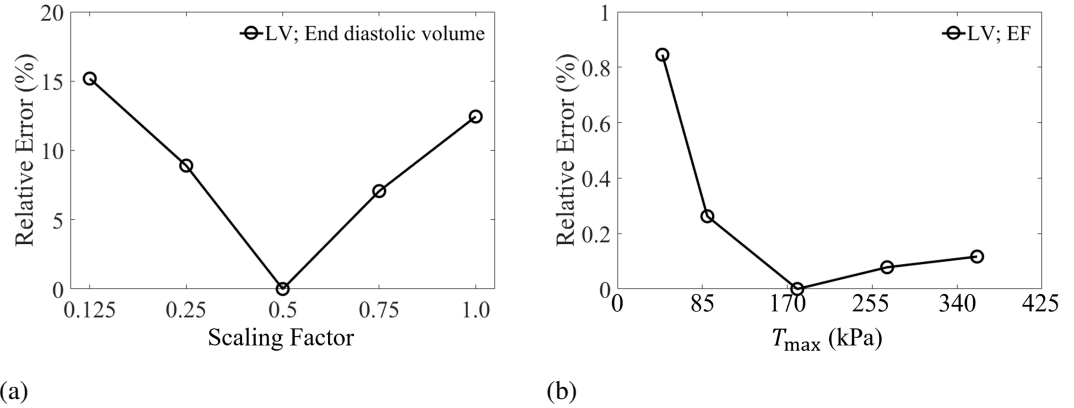 20
15
10
5
0
Relative Error (%)
LV; End diastolic volume
0.125 0.25 0.5 0.75 1.0
Scaling Factor
(a)
1
0.8
0.6
0.4
0.2
0
Relative Error (%)
LV; EF
0 85 170 255 340 425
Tmax (kPa)
(b)